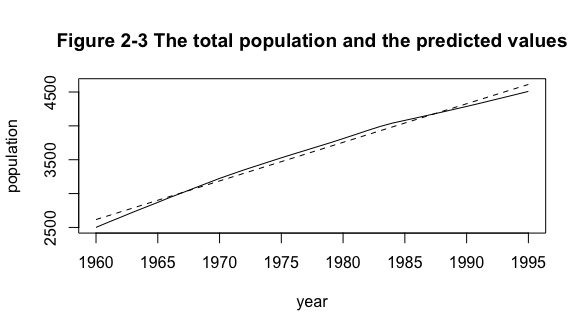 Figure 2-3 The total population and the predicted values
population
4500
3500
2500
1960 1965 1970 1975 1980 1985 1990 1995
year